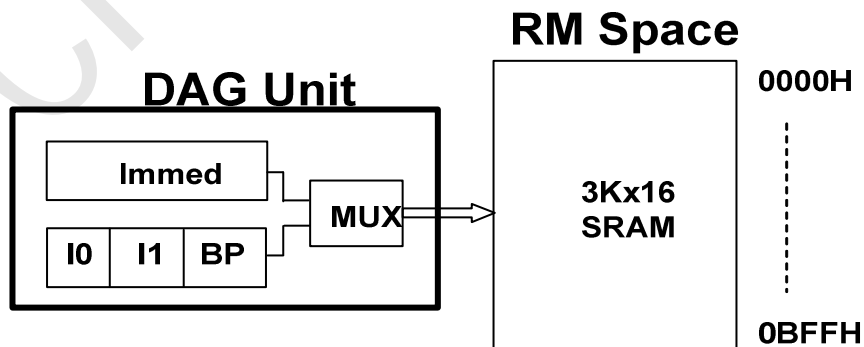 RM Space
DAG Unit
0000H
Immed
MUX
3Kx16
SRAM
I0 I1 BP
0BFFH